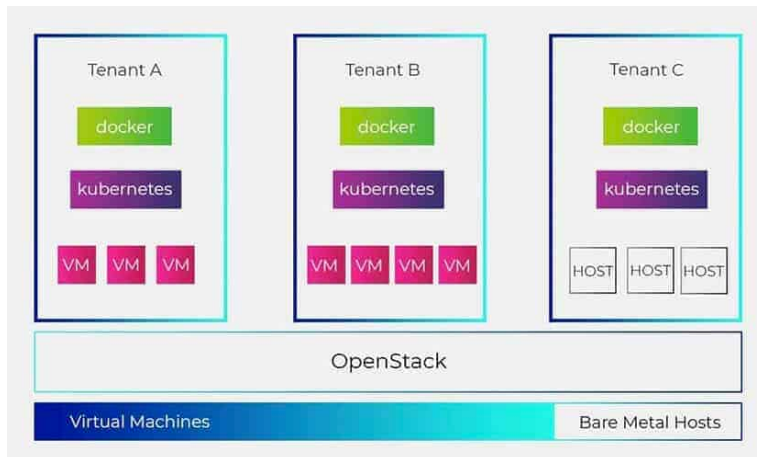 Tenant A
docker
kubernetes
VM VM VM
Tenant B
docker
kubernetes
VM VM VM VM
Tenant C
docker
kubernetes
HOST HOST HOST
OpenStack
Virtual Machines
Bare Metal Hosts